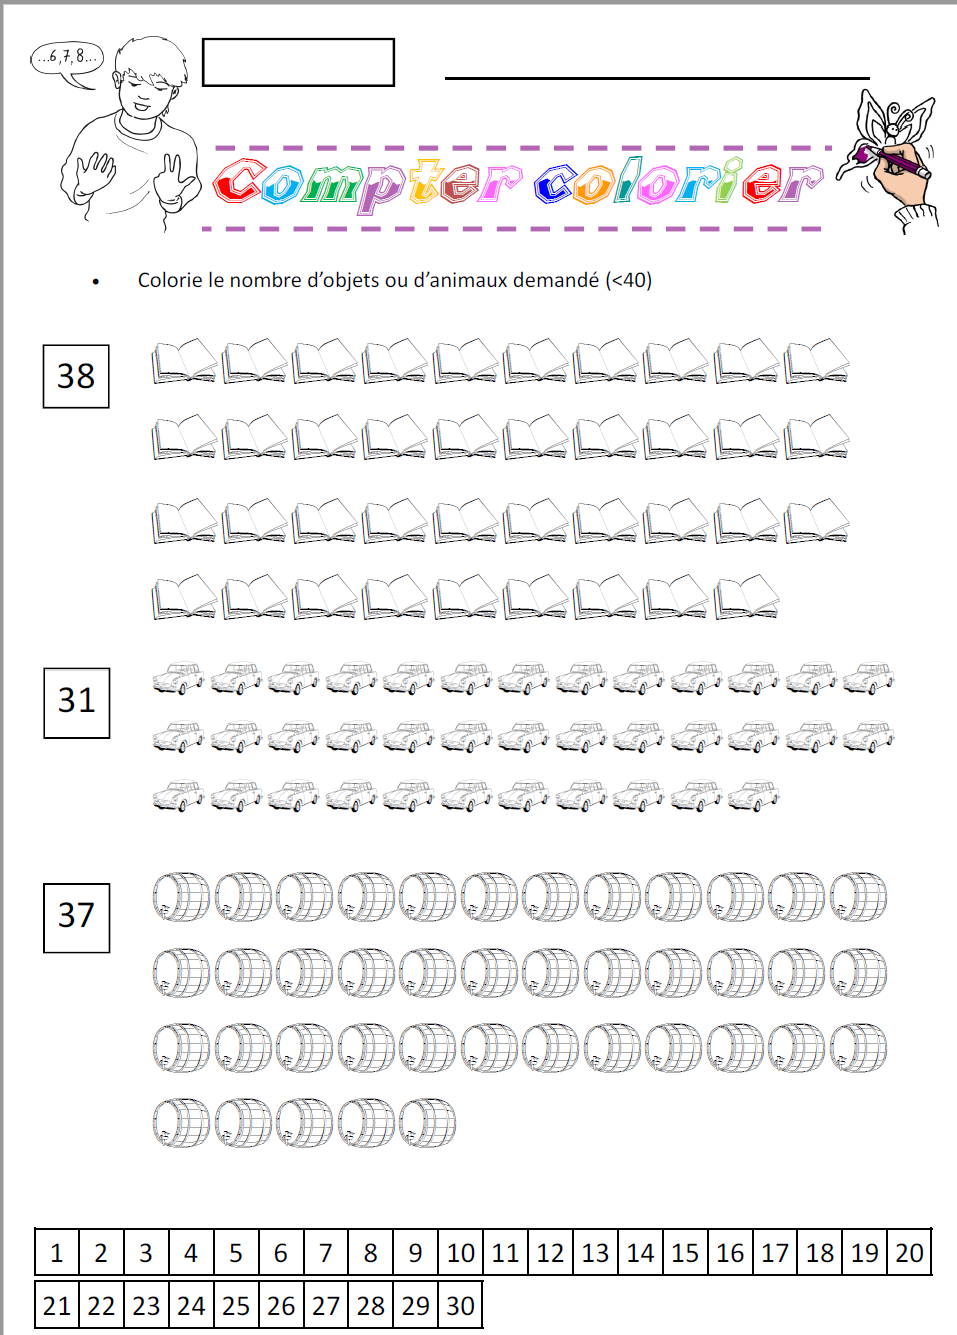 ...6,7,8...
Compter colorier
• Colorie le nombre d’objets ou d’animaux demandé (<40)
38
31
37
1 2 3 4 5 6 7 8 9 10 11 12 13 14 15 16 17 18 19 20
21 22 23 24 25 26 27 28 29 30